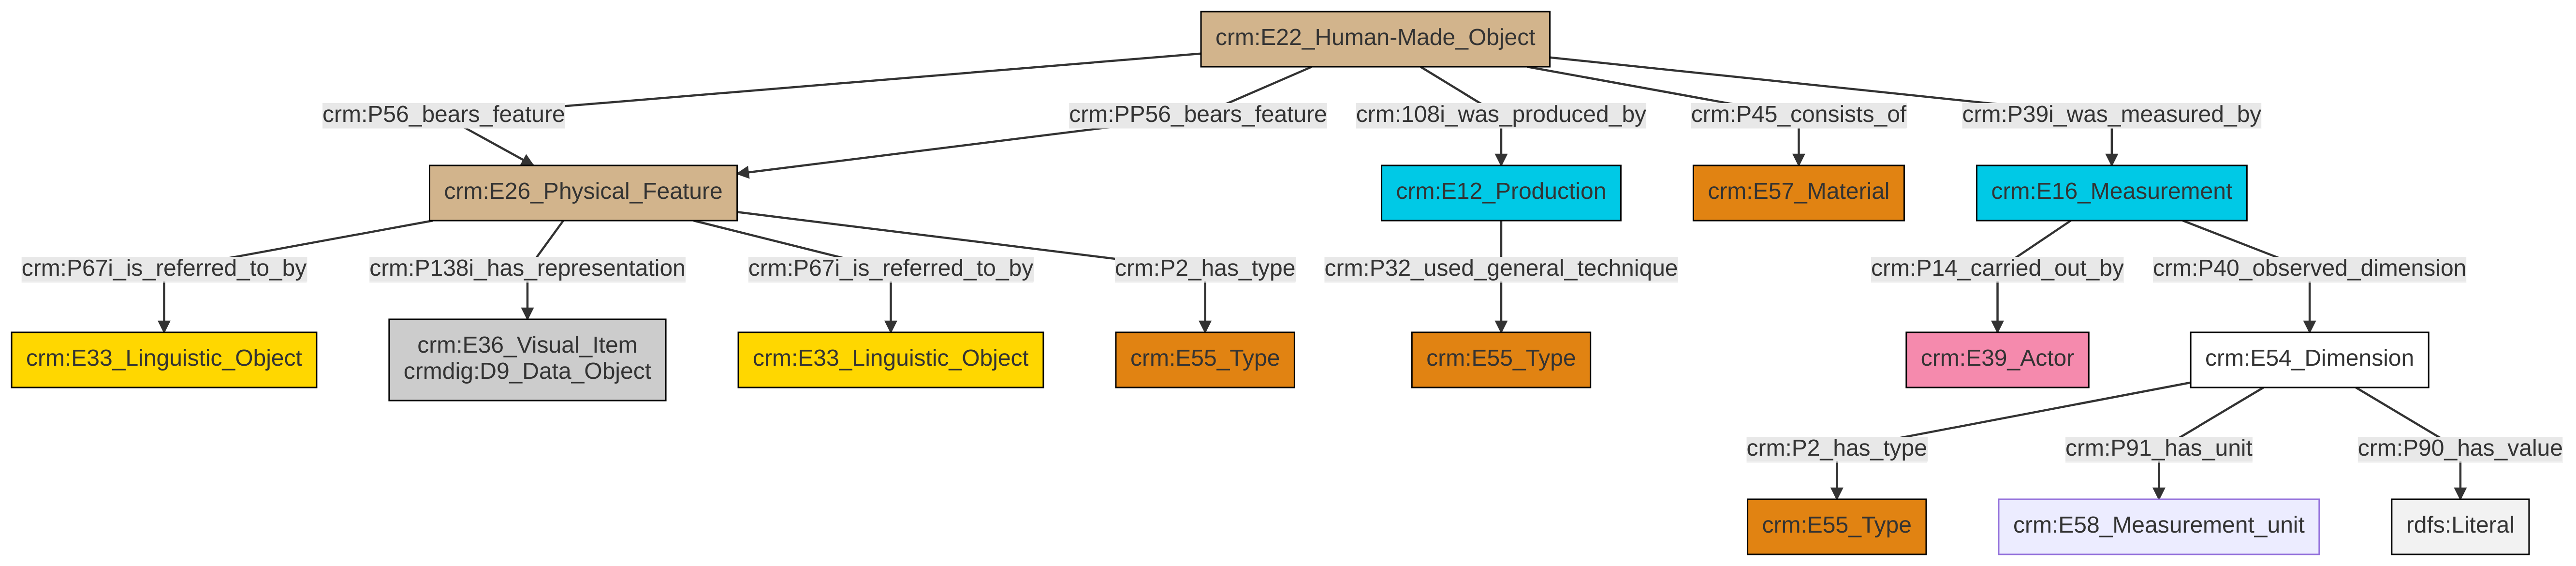 crm:E22_Human-Made_Object
crm:P56_bears_feature
crm:PP56_bears_feature
crm:108i_was_produced_by
crm:P45_consists_of
crm:P39i_was_measured_by
crm:E26_Physical_Feature
crm:E12_Production
crm:E57_Material
crm:E16_Measurement
crm:P67i_is_referred_to_by
crm:P138i_has_representation
crm:P67i_is_referred_to_by
crm:P2_has_type
crm:P32_used_general_technique
crm:P14_carried_out_by
crm:P40_observed_dimension
crm:E33_Linguistic_Object
crm:E36_Visual_Item
crmdig:D9_Data_Object
crm:E33_Linguistic_Object
crm:E55_Type
crm:E55_Type
crm:E39_Actor
crm:E54_Dimension
crm:P2_has_type
crm:P91_has_unit
crm:P90_has_value
crm:E55_Type
crm:E58_Measurement_unit
rdfs:Literal